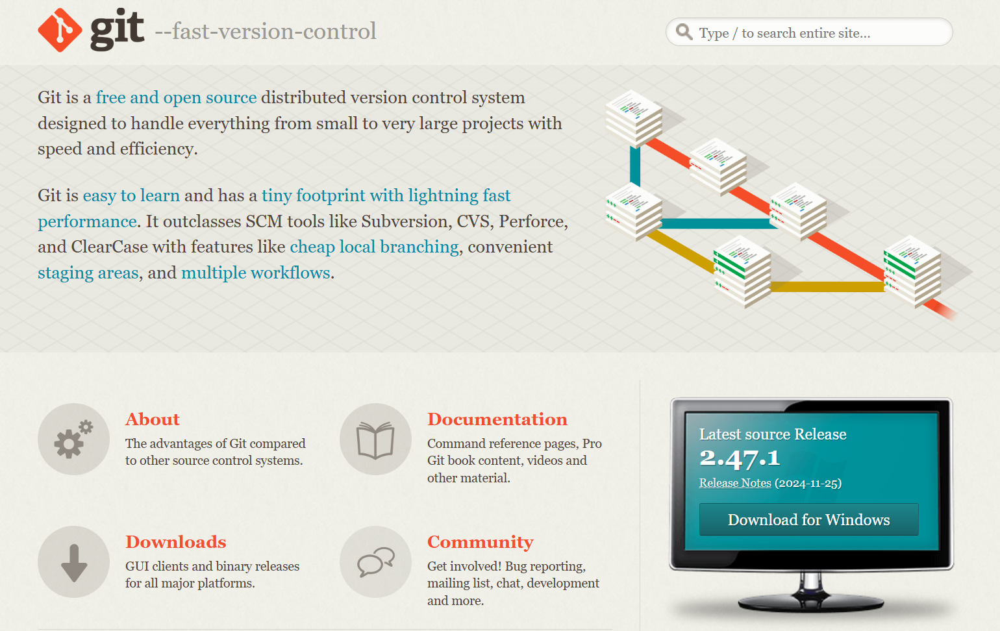 git --fast-version-control
Type / to search entire site...
Git is a free and open source distributed version control system
designed to handle everything from small to very large projects with
speed and efficiency.
Git is easy to learn and has a tiny footprint with lightning fast
performance. It outclasses SCM tools like Subversion, CVS, Perforce,
and ClearCase with features like cheap local branching, convenient
staging areas, and multiple workflows.
About
The advantages of Git compared
to other source control systems.
Documentation
Command reference pages, Pro
Git book content, videos and
other material.
Downloads
GUI clients and binary releases
for all major platforms.
Community
Get involved! Bug reporting,
mailing list, chat, development
and more.
Latest source Release
2.47.1
Release Notes (2024-11-25)
Download for Windows